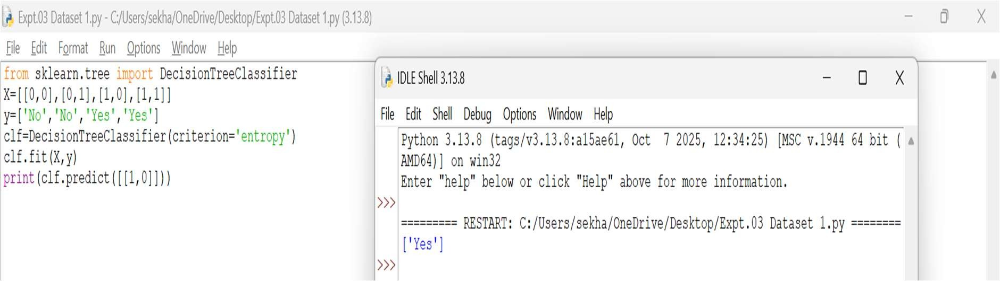 Expt.03 Dataset 1.py - C:/Users/sekha/OneDrive/Desktop/Expt.03 Dataset 1.py (3.13.8)
File Edit Format Run Options Window Help
from sklearn.tree import DecisionTreeClassifier
X=[[0,0],[0,1],[1,0],[1,1]]
y=['No','No','Yes','Yes']
clf=DecisionTreeClassifier(criterion='entropy')
clf.fit(X,y)
print(clf.predict([[1,0]]))
IDLE Shell 3.13.8
File Edit Shell Debug Options Window Help
Python 3.13.8 (tags/v3.13.8:a15ae61, Oct  7 2025, 12:34:25) [MSC v.1944 64 bit (
AMD64)] on win32
Enter "help" below or click "Help" above for more information.
>>>
========= RESTART: C:/Users/sekha/OneDrive/Desktop/Expt.03 Dataset 1.py ========
['Yes']
>>>